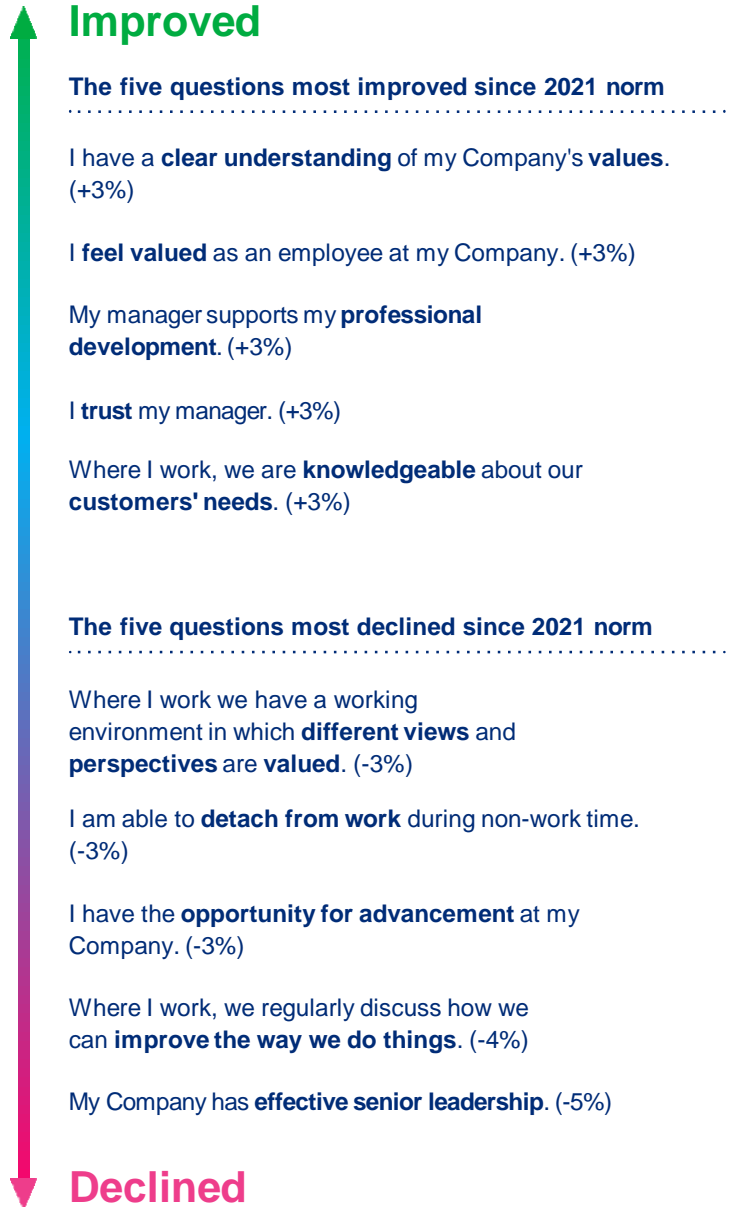 Improved
The five questions most improved since 2021 norm
I have a clear understanding of my Company's values.
(+3%)
I feel valued as an employee at my Company. (+3%)
My manager supports my professional
development. (+3%)
I trust my manager. (+3%)
Where I work, we are knowledgeable about our
customers' needs. (+3%)
The five questions most declined since 2021 norm
Where I work we have a working
environment in which different views and
perspectives are valued. (-3%)
I am able to detach from work during non-work time.
(-3%)
I have the opportunity for advancement at my
Company. (-3%)
Where I work, we regularly discuss how we
can improve the way we do things. (-4%)
My Company has effective senior leadership. (-5%)
Declined